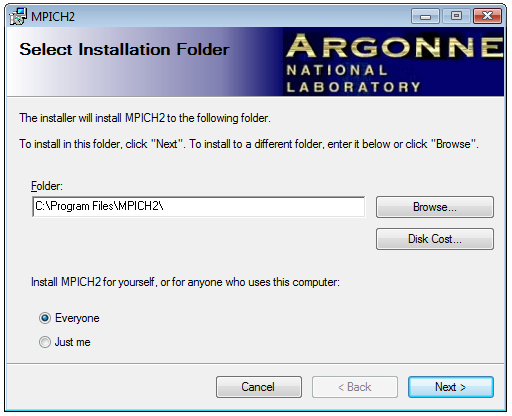 MPICH2
Select Installation Folder
ARGONNE
NATIONAL
LABORATORY
The installer will install MPICH2 to the following folder.
To install in this folder, click "Next". To install to a different folder, enter it below or click "Browse".
Folder:
C:\Program Files\MPICH2\
Browse...
Disk Cost...
Install MPICH2 for yourself, or for anyone who uses this computer:
Everyone
Just me
Cancel
< Back
Next >